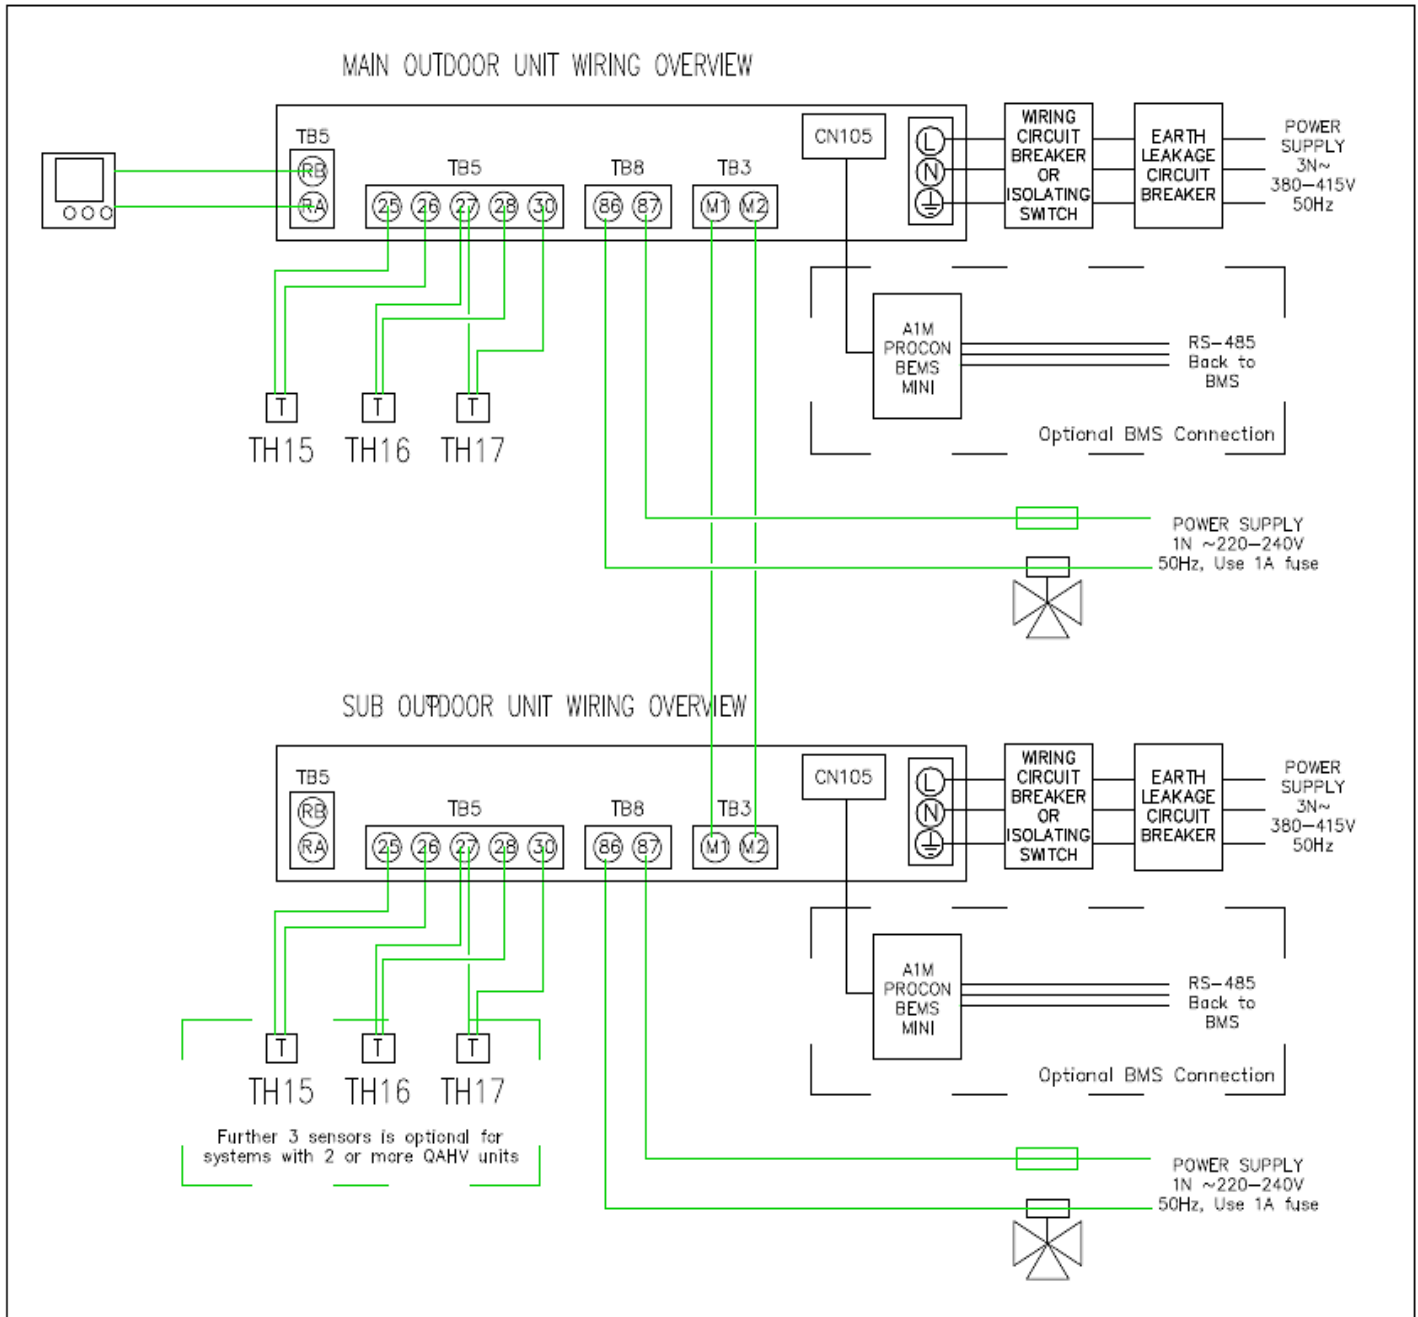 MAIN OUTDOOR UNIT WIRING OVERVIEW
TB5
RB
RA
TB5
25 26 27 28 30
TB8
86 87
TB3
M1 M2
CN105
L
N
WIRING
CIRCUIT
BREAKER
OR
ISOLATING
SWITCH
EARTH
LEAKAGE
CIRCUIT
BREAKER
POWER
SUPPLY
3N~
380-415V
50Hz
A1M
PROCON
BEMS
MINI
RS-485
Back to
BMS
Optional BMS Connection
T T T
TH15 TH16 TH17
POWER SUPPLY
1N ~220-240V
50Hz, Use 1A fuse
SUB OUTDOOR UNIT WIRING OVERVIEW
TB5
RB
RA
TB5
25 26 27 28 30
TB8
86 87
TB3
M1 M2
CN105
L
N
WIRING
CIRCUIT
BREAKER
OR
ISOLATING
SWITCH
EARTH
LEAKAGE
CIRCUIT
BREAKER
POWER
SUPPLY
3N~
380-415V
50Hz
A1M
PROCON
BEMS
MINI
RS-485
Back to
BMS
Optional BMS Connection
T T T
TH15 TH16 TH17
Further 3 sensors is optional for
systems with 2 or more QAHV units
POWER SUPPLY
1N ~220-240V
50Hz, Use 1A fuse